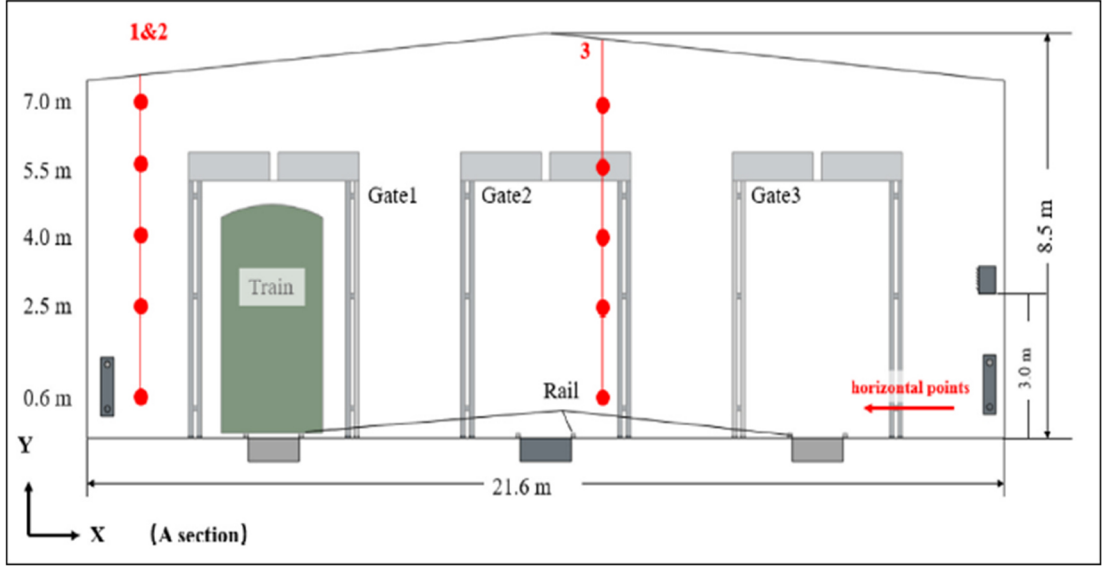 1&2
3
7.0 m
5.5 m
4.0 m
2.5 m
0.6 m
Gate1
Gate2
Gate3
Train
8.5 m
3.0 m
Rail
horizontal points
Y
21.6 m
X
(A section)